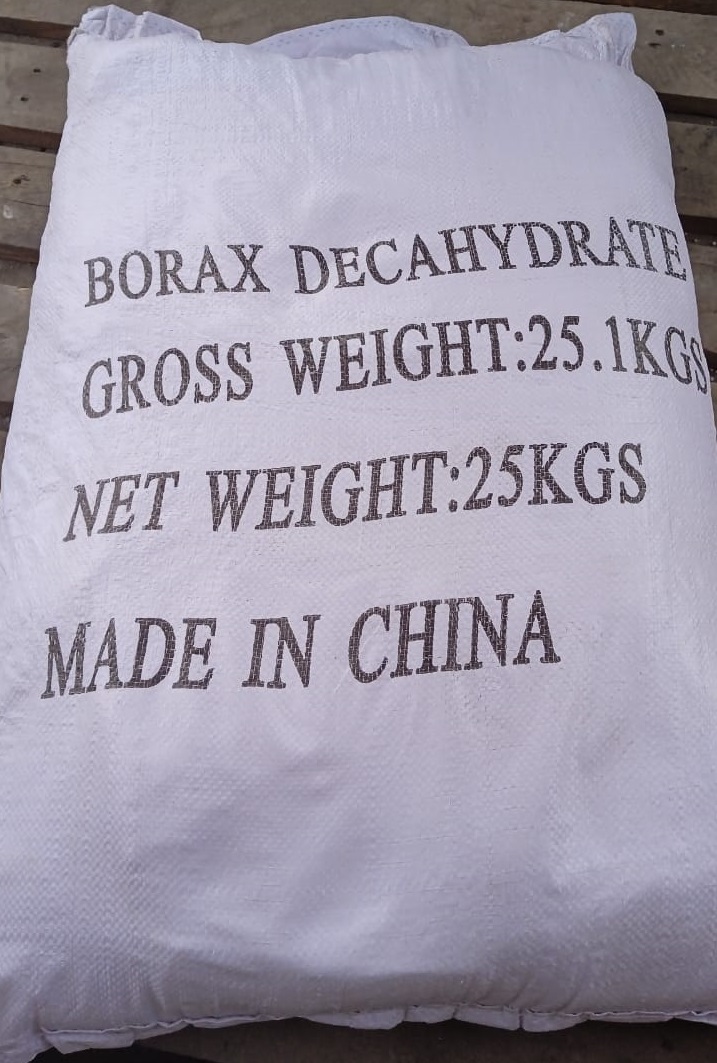 BORAX DECAHYDRATE
GROSS WEIGHT:25.1KGS
NET WEIGHT:25KGS
MADE IN CHINA